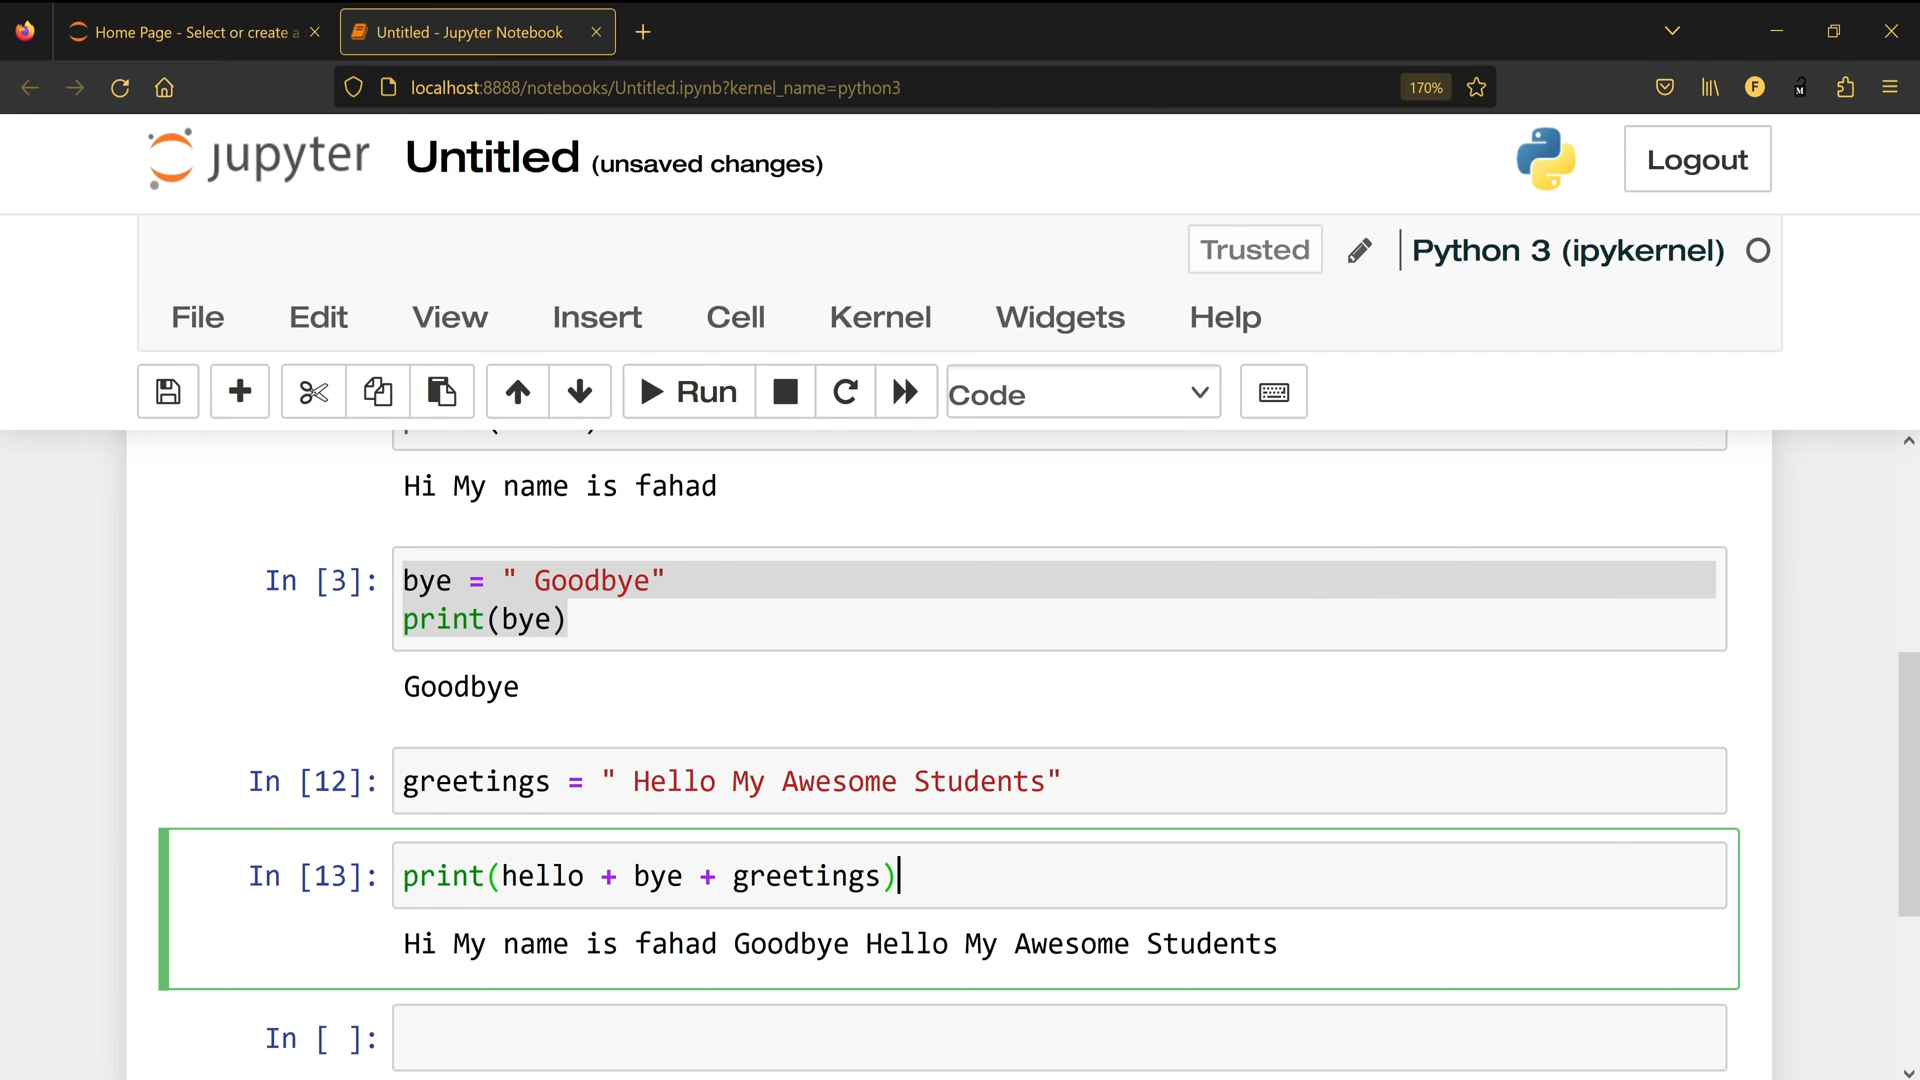 Home Page - Select or create a
Untitled - Jupyter Notebook
localhost:8888/notebooks/Untitled.ipynb?kernel_name=python3
170%
F
M
jupyter Untitled (unsaved changes)
Logout
Trusted
Python 3 (ipykernel)
File Edit View Insert Cell Kernel Widgets Help
Run
Code
Hi My name is fahad
In [3]: bye = " Goodbye"
print(bye)
Goodbye
In [12]: greetings = " Hello My Awesome Students"
In [13]: print(hello + bye + greetings)
Hi My name is fahad Goodbye Hello My Awesome Students
In [ ]: